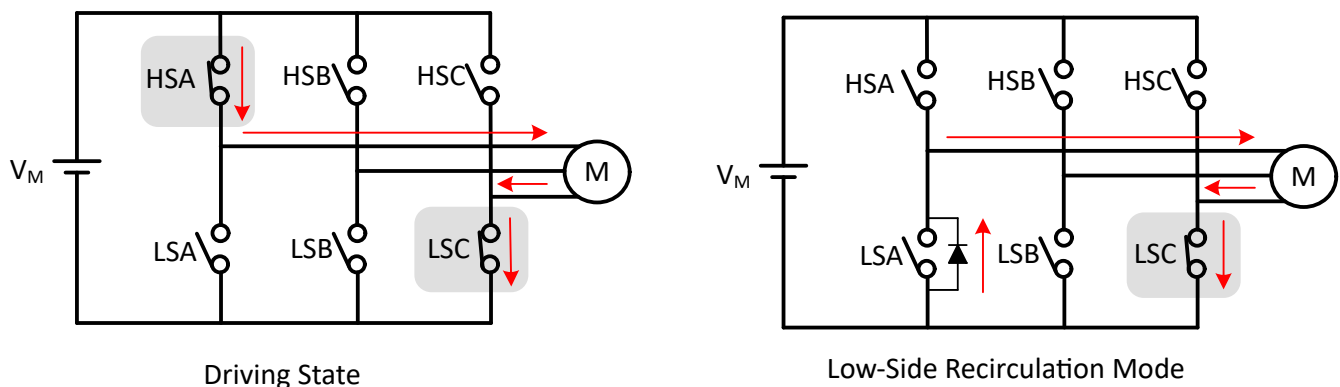 HSA HSB HSC
V_M M
LSA LSB LSC
Driving State
HSA HSB HSC
V_M M
LSA LSB LSC
Low-Side Recirculation Mode